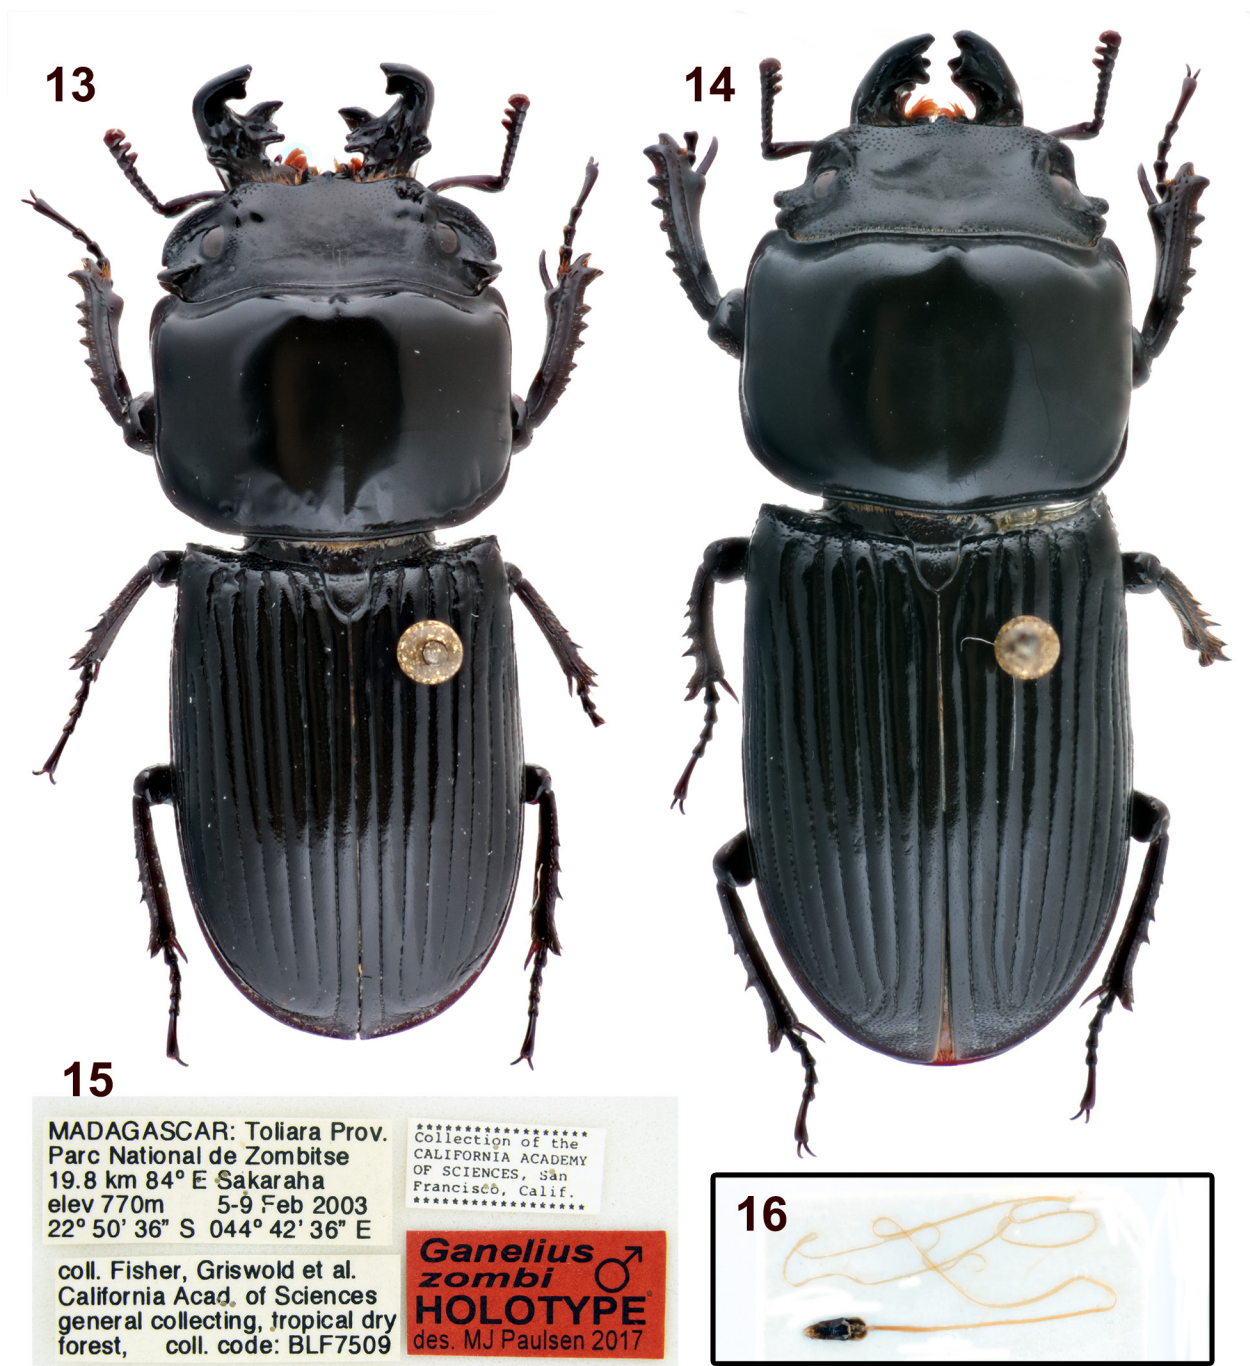 13
14
15
MADAGASCAR: Toliara Prov.
Parc National de Zombitse
19.8 km 84° E Sakaraha
elev 770m 5-9 Feb 2003
22° 50' 36" S 044° 42' 36" E
coll. Fisher, Griswold et al.
California Acad. of Sciences
general collecting, tropical dry
forest, coll. code: BLF7509
*****************
Collection of the
CALIFORNIA ACADEMY
OF SCIENCES, San
Francisco, Calif.
*****************
Ganelius ♂
zombi
HOLOTYPE
des. MJ Paulsen 2017
16